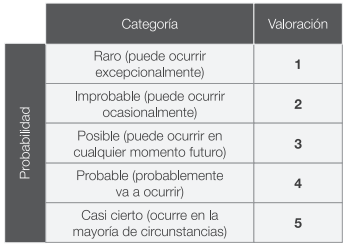 Categoría Valoración
Probabilidad
Raro (puede ocurrir
excepcionalmente)
1
Improbable (puede ocurrir
ocasionalmente)
2
Posible (puede ocurrir en
cualquier momento futuro)
3
Probable (probablemente
va a ocurrir)
4
Casi cierto (ocurre en la
mayoría de circunstancias)
5